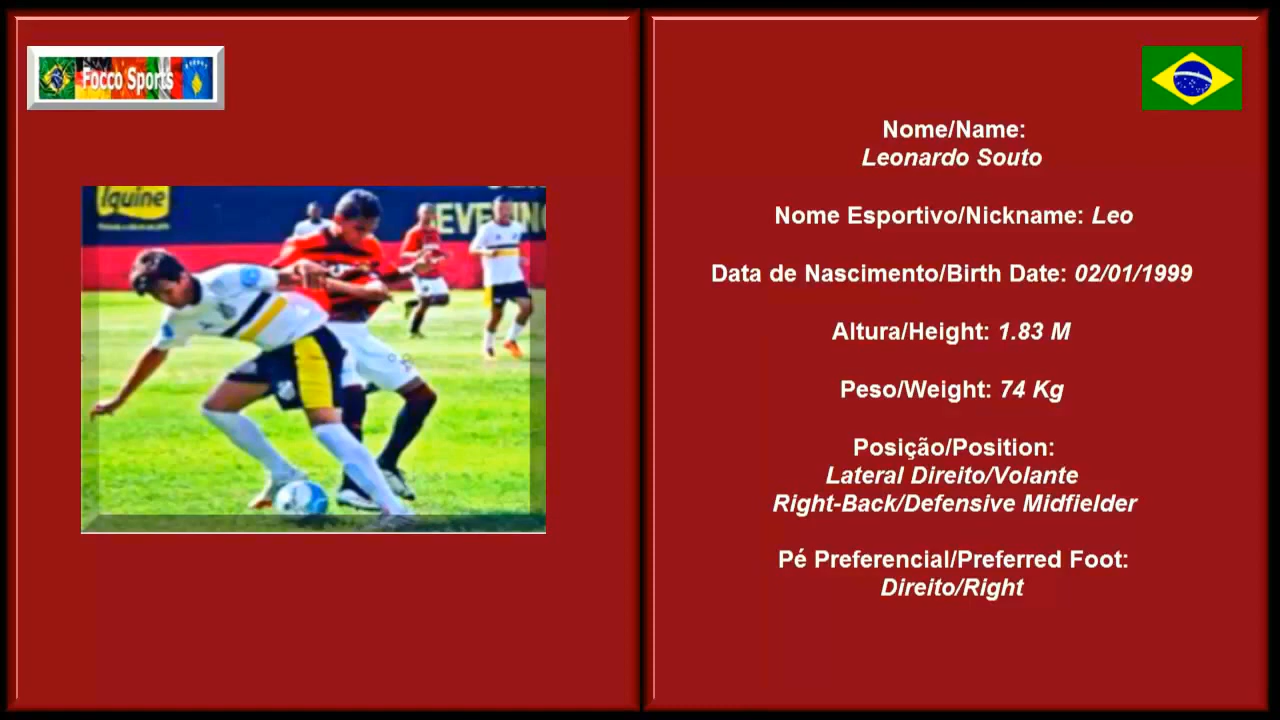 Focco Sports
Iquine
EVE
Nome/Name:
Leonardo Souto
Nome Esportivo/Nickname: Leo
Data de Nascimento/Birth Date: 02/01/1999
Altura/Height: 1.83 M
Peso/Weight: 74 Kg
Posição/Position:
Lateral Direito/Volante
Right-Back/Defensive Midfielder
Pé Preferencial/Preferred Foot:
Direito/Right